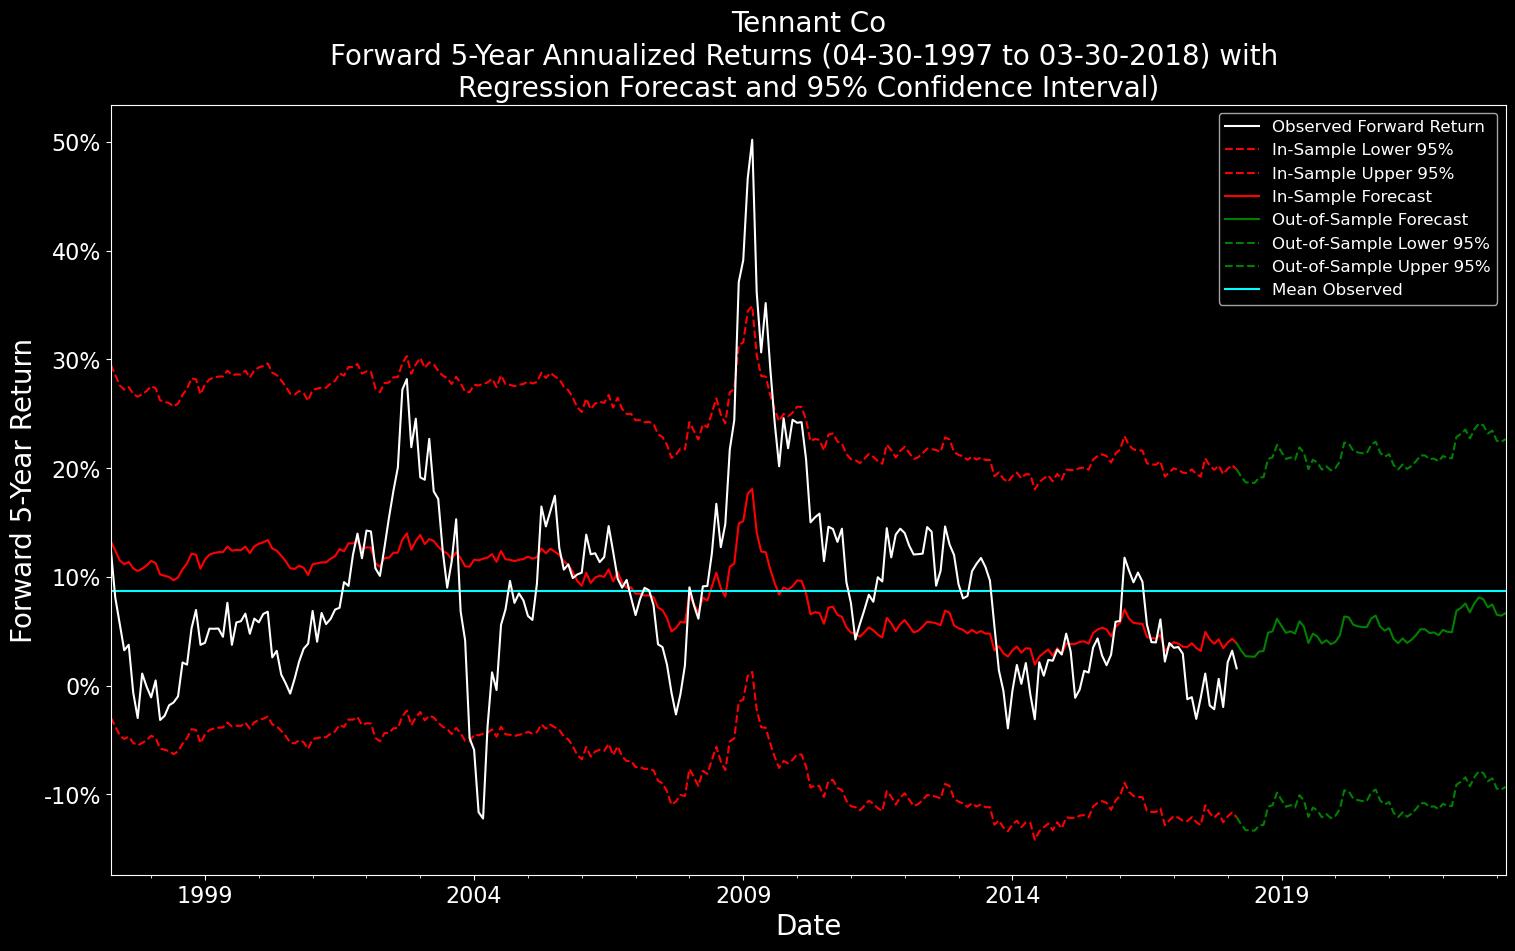 Tennant Co
Forward 5-Year Annualized Returns (04-30-1997 to 03-30-2018) with
Regression Forecast and 95% Confidence Interval)
Observed Forward Return
In-Sample Lower 95%
In-Sample Upper 95%
In-Sample Forecast
Out-of-Sample Forecast
Out-of-Sample Lower 95%
Out-of-Sample Upper 95%
Mean Observed
Forward 5-Year Return
50%
40%
30%
20%
10%
0%
-10%
1999
2004
2009
2014
2019
Date